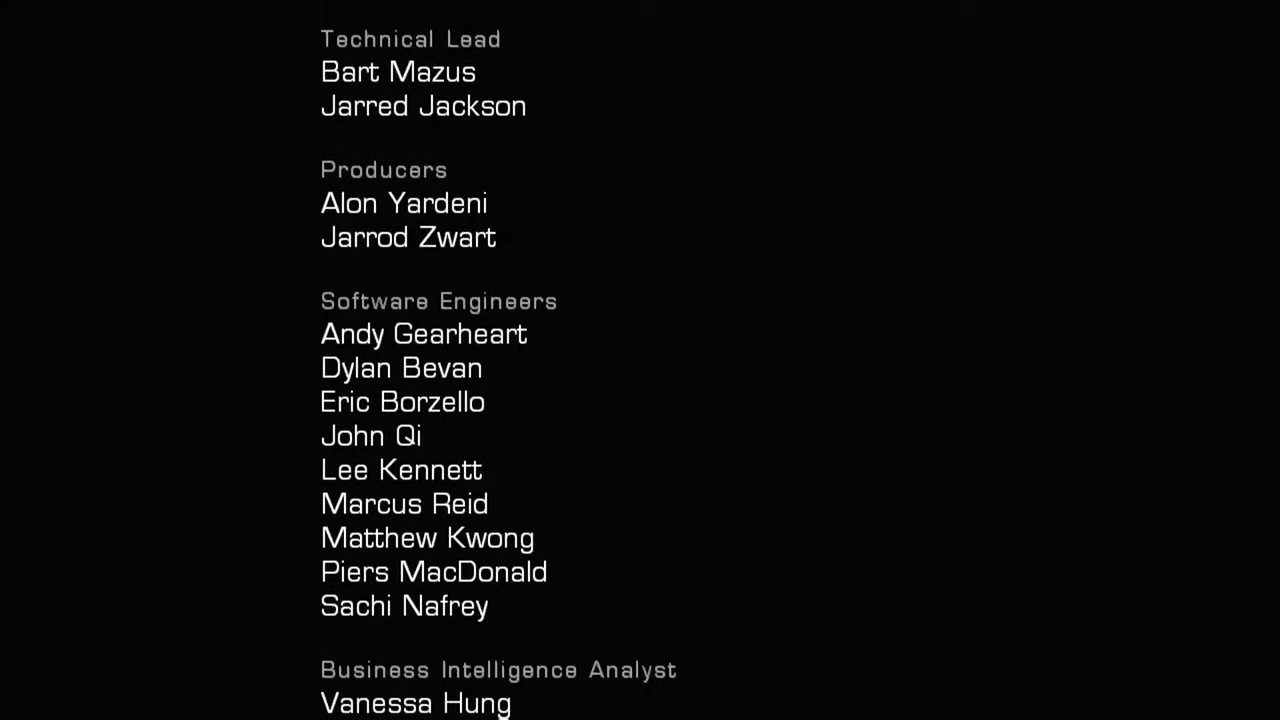 Technical Lead
Bart Mazus
Jarred Jackson
Producers
Alon Yardeni
Jarrod Zwart
Software Engineers
Andy Gearheart
Dylan Bevan
Eric Borzello
John Qi
Lee Kennett
Marcus Reid
Matthew Kwong
Piers MacDonald
Sachi Nafrey
Business Intelligence Analyst
Vanessa Hung